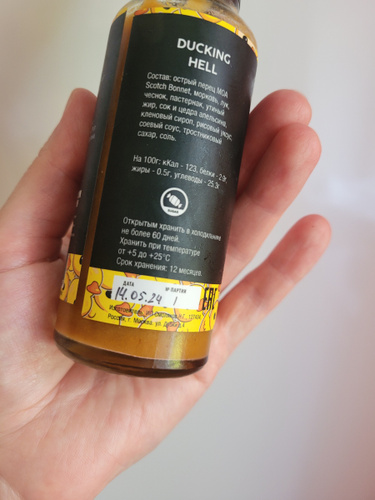 DUCKING
HELL
Состав: острый перец MOA
Scotch Bonnet, морковь, лук,
чеснок, пастернак, утиный
жир, сок и цедра апельсина,
кленовый сироп, рисовый уксус,
соевый соус, тростниковый
сахар, соль.
На 100г: кКал - 123, белки - 2.9г,
жиры - 0.5г, углеводы - 25.3г
Открытым хранить в холодильнике
не более 60 дней.
Хранить при температуре
от +5 до +25°C
Срок хранения: 12 месяцев.
ДАТА № ПАРТИИ
14.05.24 1
EAC
Россия, г. Москва